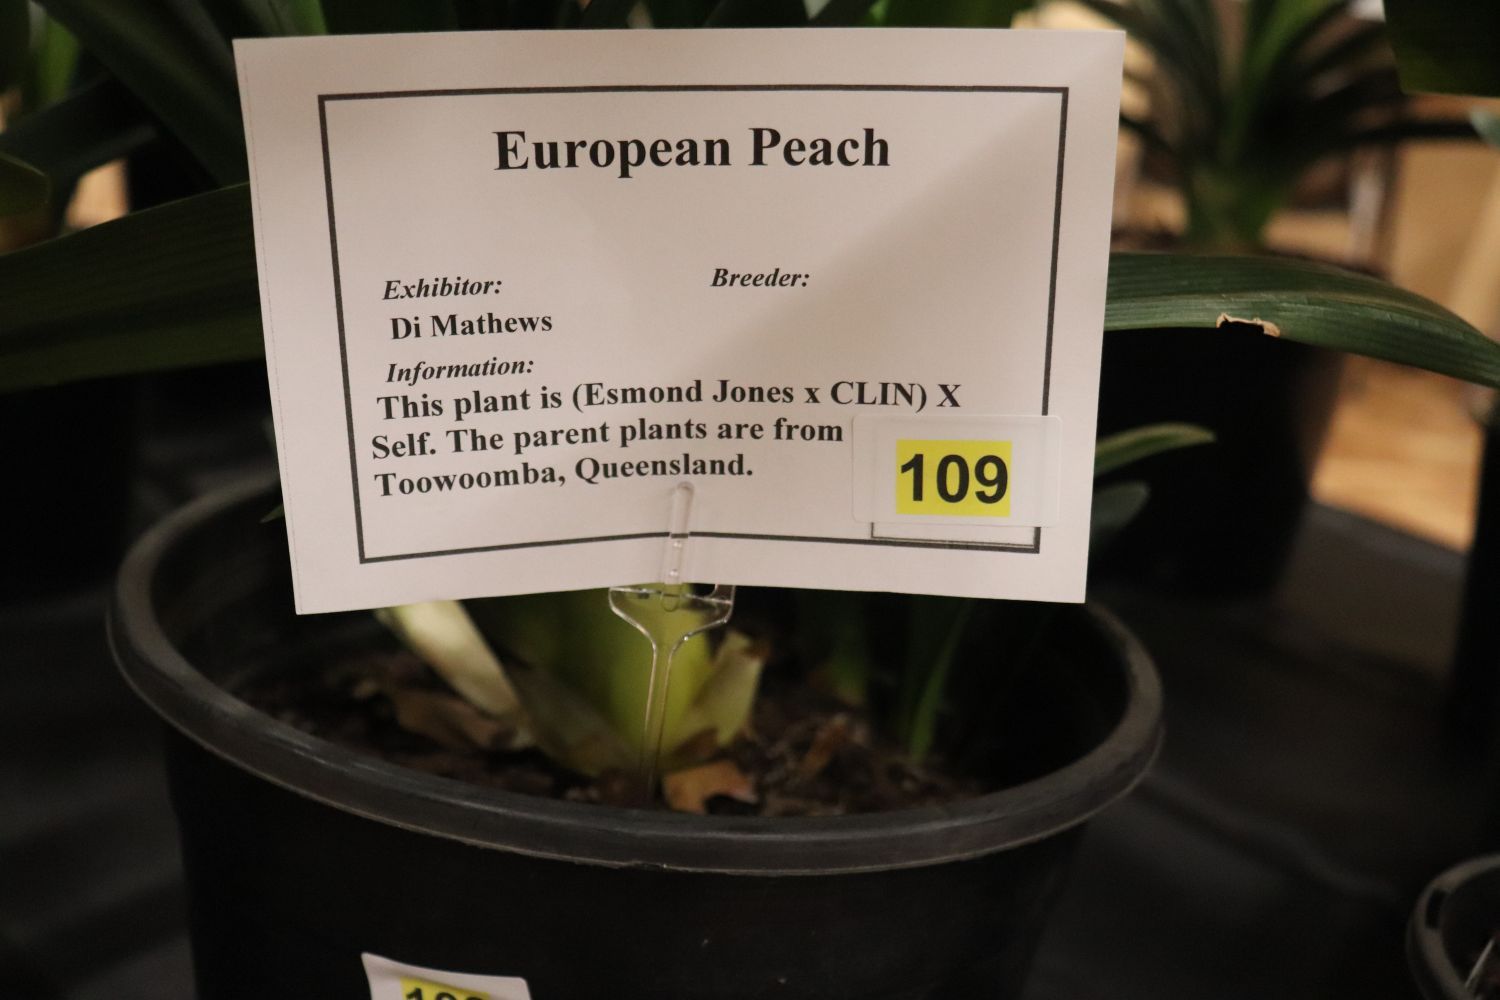 European Peach
Exhibitor:
Breeder:
Di Mathews
Information:
This plant is (Esmond Jones x CLIN) X
Self. The parent plants are from
Toowoomba, Queensland.
109